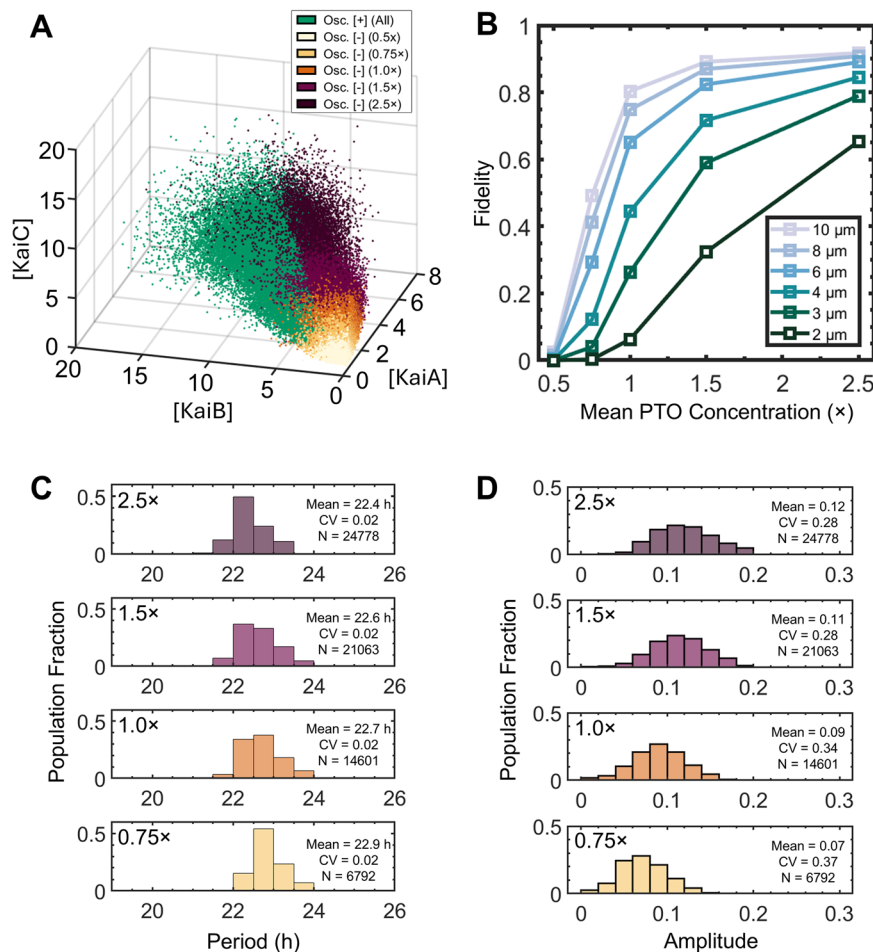 A
Osc. [+] (All)
Osc. [-] (0.5x)
Osc. [-] (0.75×)
Osc. [-] (1.0×)
Osc. [-] (1.5×)
Osc. [-] (2.5×)
20
15
10
5
0
[KaiC]
20
15
10
5
0
[KaiB]
8
6
4
2
0
[KaiA]
B
1
0.8
0.6
0.4
0.2
0
Fidelity
10 µm
8 µm
6 µm
4 µm
3 µm
2 µm
0.5
1
1.5
2
2.5
Mean PTO Concentration (×)
C
Population Fraction
0.5
0
2.5×
Mean = 22.4 h
CV = 0.02
N = 24778
20
22
24
26
0.5
0
1.5×
Mean = 22.6 h
CV = 0.02
N = 21063
20
22
24
26
0.5
0
1.0×
Mean = 22.7 h
CV = 0.02
N = 14601
20
22
24
26
0.5
0
0.75×
Mean = 22.9 h
CV = 0.02
N = 6792
20
22
24
26
Period (h)
D
Population Fraction
0.5
0
2.5×
Mean = 0.12
CV = 0.28
N = 24778
0
0.1
0.2
0.3
0.5
0
1.5×
Mean = 0.11
CV = 0.28
N = 21063
0
0.1
0.2
0.3
0.5
0
1.0×
Mean = 0.09
CV = 0.34
N = 14601
0
0.1
0.2
0.3
0.5
0
0.75×
Mean = 0.07
CV = 0.37
N = 6792
0
0.1
0.2
0.3
Amplitude